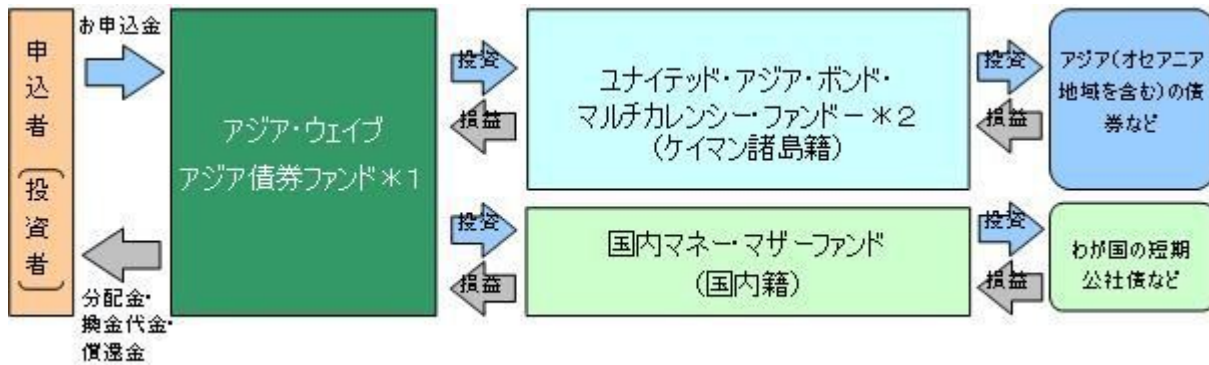 申込者(投資者)
お申込金
分配金・
換金代金・
償還金
アジア・ウェイブ
アジア債券ファンド＊1
投資
損益
ユナイテッド・アジア・ボンド・
マルチカレンシー・ファンドー＊2
(ケイマン諸島籍)
投資
損益
アジア(オセアニア
地域を含む)の債
券など
投資
損益
国内マネー・マザーファンド
(国内籍)
投資
損益
わが国の短期
公社債など